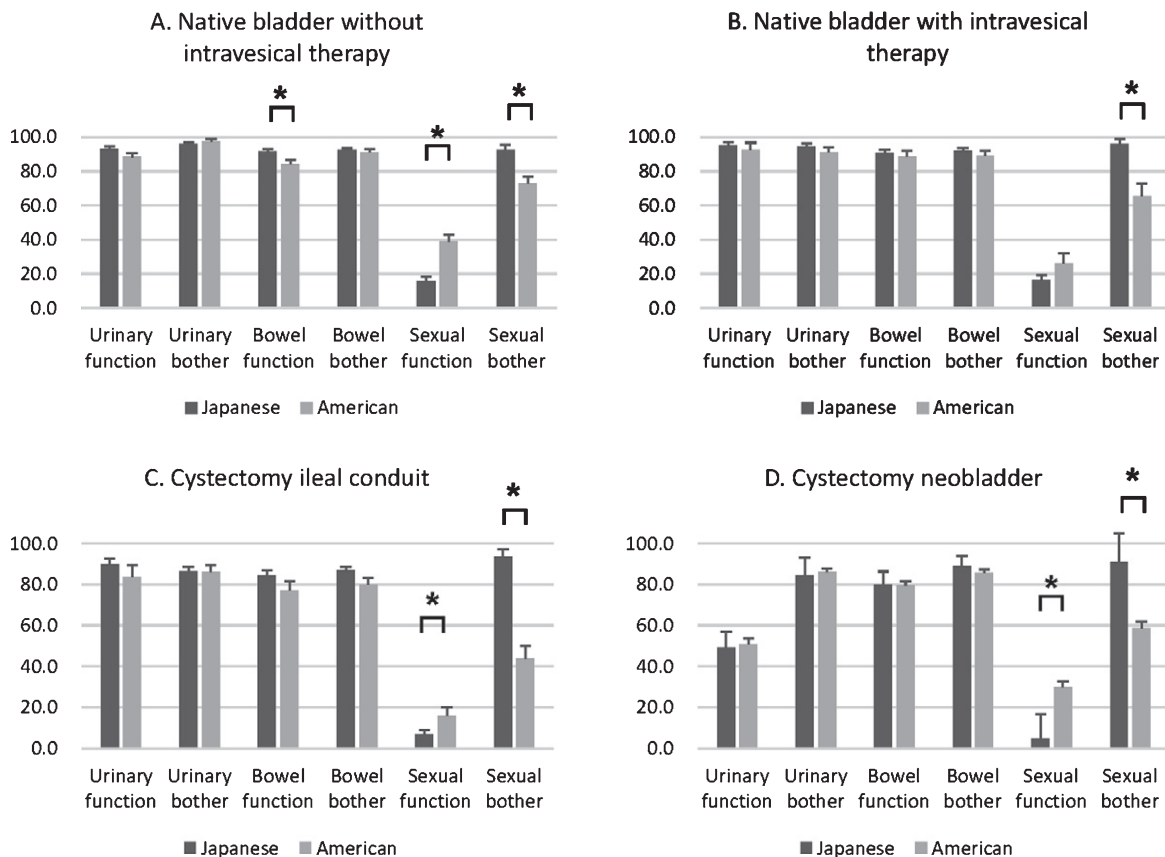 A. Native bladder without
intravesical therapy
*
*
*
100.0
80.0
60.0
40.0
20.0
0.0
Urinary function
Urinary bother
Bowel function
Bowel bother
Sexual function
Sexual bother
Japanese
American
B. Native bladder with intravesical
therapy
*
100.0
80.0
60.0
40.0
20.0
0.0
Urinary function
Urinary bother
Bowel function
Bowel bother
Sexual function
Sexual bother
Japanese
American
C. Cystectomy ileal conduit
*
*
100.0
80.0
60.0
40.0
20.0
0.0
Urinary function
Urinary bother
Bowel function
Bowel bother
Sexual function
Sexual bother
Japanese
American
D. Cystectomy neobladder
*
*
100.0
80.0
60.0
40.0
20.0
0.0
Urinary function
Urinary bother
Bowel function
Bowel bother
Sexual function
Sexual bother
Japanese
American